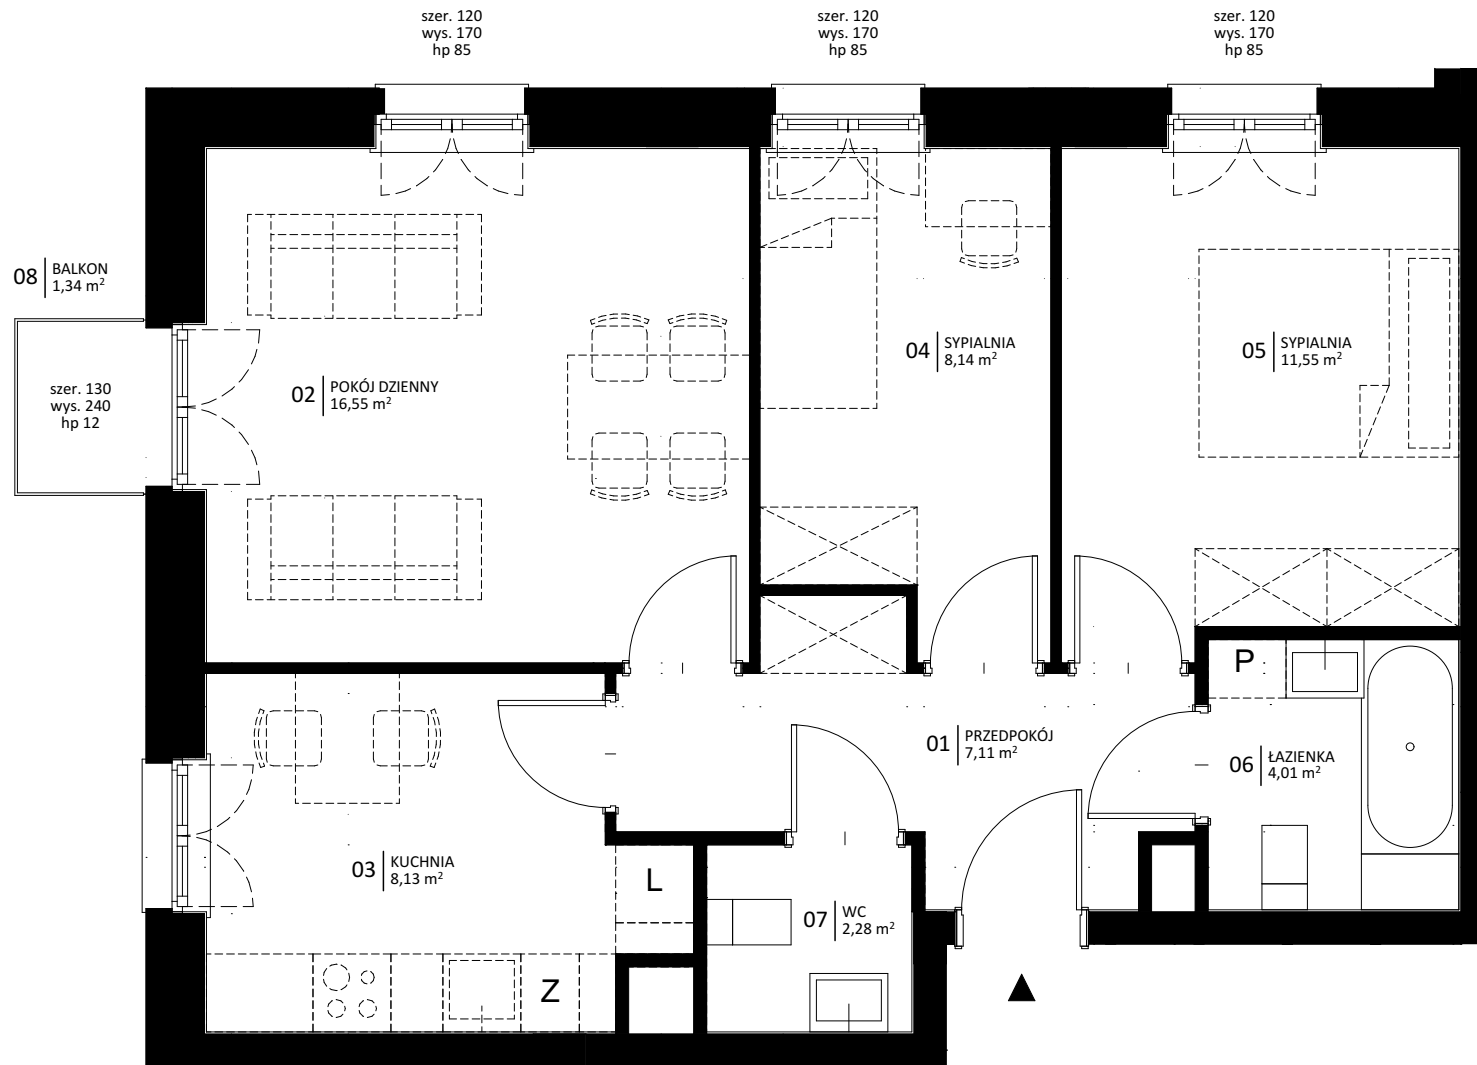 szer. 120
wys. 170
hp 85
szer. 120
wys. 170
hp 85
szer. 120
wys. 170
hp 85
08 BALKON
1,34 m²
szer. 130
wys. 240
hp 12
02 POKÓJ DZIENNY
16,55 m²
04 SYPIALNIA
8,14 m²
05 SYPIALNIA
11,55 m²
P
01 PRZEDPOKÓJ
7,11 m²
06 ŁAZIENKA
4,01 m²
03 KUCHNIA
8,13 m²
L
07 WC
2,28 m²
Z